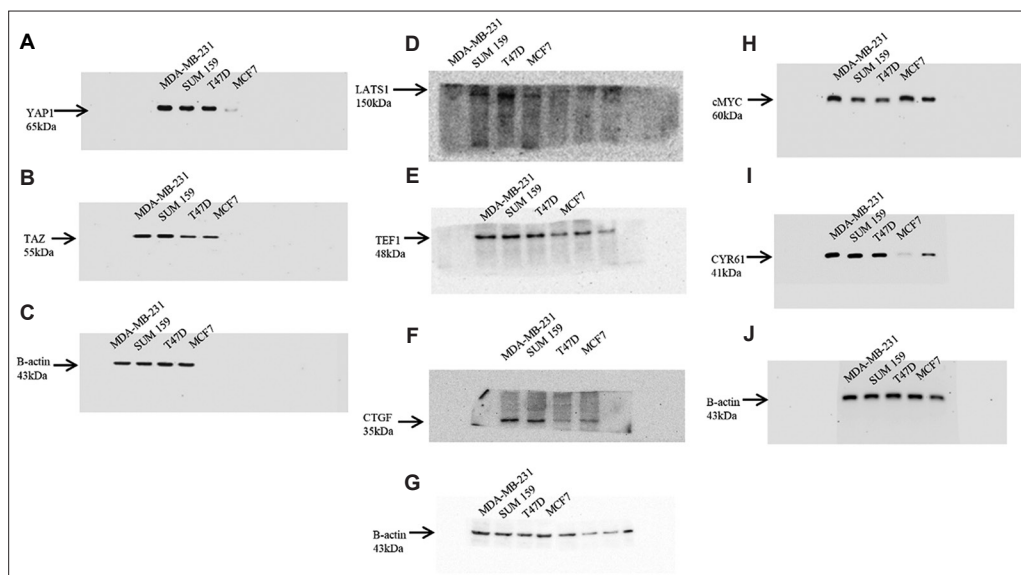 A
MDA-MB-231
SUM 159
T47D
MCF7
YAP1
65kDa
B
MDA-MB-231
SUM 159
T47D
MCF7
TAZ
55kDa
C
MDA-MB-231
SUM 159
T47D
MCF7
B-actin
43kDa
D
MDA-MB-231
SUM 159
T47D
MCF7
LATS1
150kDa
E
MDA-MB-231
SUM 159
T47D
MCF7
TEF1
48kDa
F
MDA-MB-231
SUM 159
T47D
MCF7
CTGF
35kDa
G
MDA-MB-231
SUM 159
T47D
MCF7
B-actin
43kDa
H
MDA-MB-231
SUM 159
T47D
MCF7
cMYC
60kDa
I
MDA-MB-231
SUM 159
T47D
MCF7
CYR61
41kDa
J
MDA-MB-231
SUM 159
T47D
MCF7
B-actin
43kDa